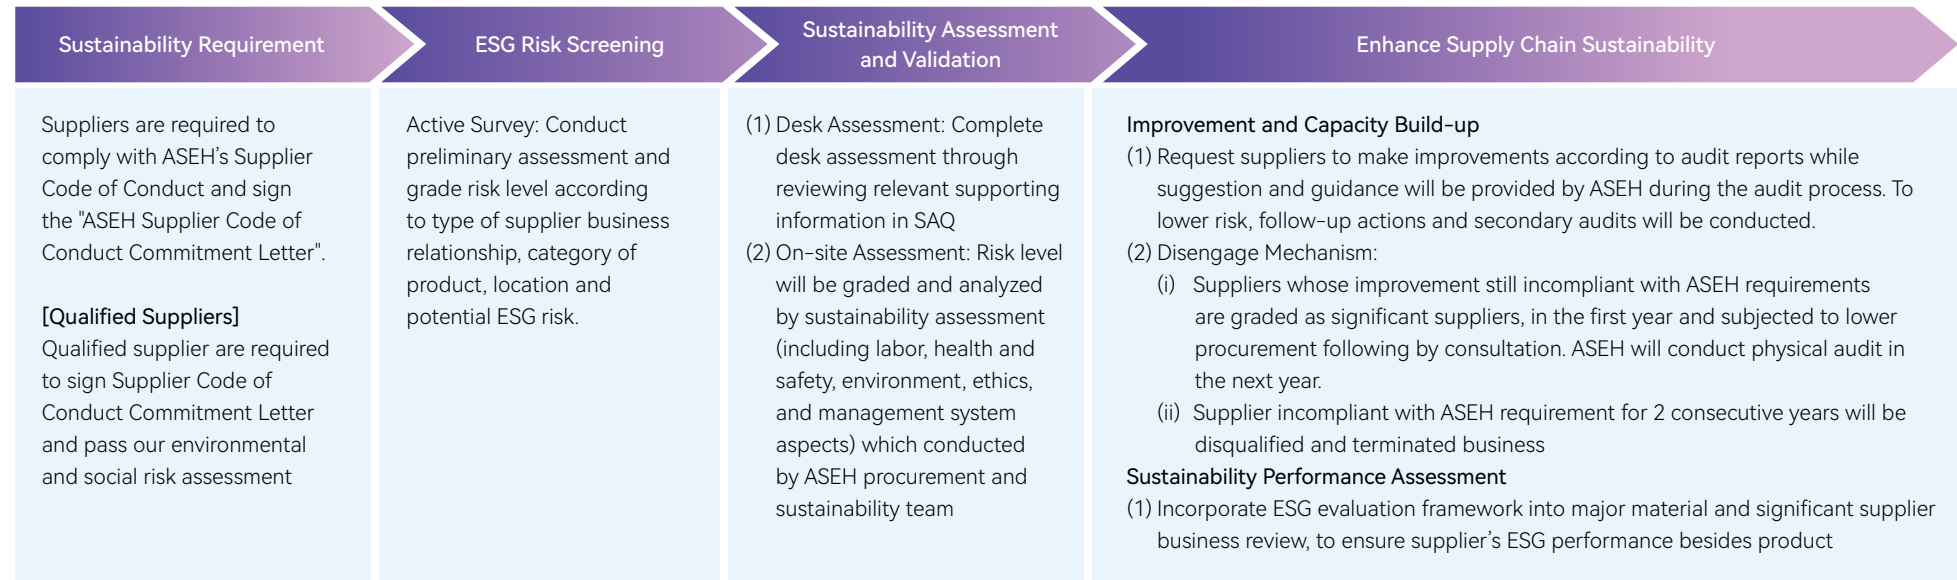 Sustainability Requirement
ESG Risk Screening
Sustainability Assessment
and Validation
Enhance Supply Chain Sustainability
Suppliers are required to
comply with ASEH’s Supplier
Code of Conduct and sign
the "ASEH Supplier Code of
Conduct Commitment Letter".
[Qualified Suppliers]
Qualified supplier are required
to sign Supplier Code of
Conduct Commitment Letter
and pass our environmental
and social risk assessment
Active Survey: Conduct
preliminary assessment and
grade risk level according
to type of supplier business
relationship, category of
product, location and
potential ESG risk.
(1) Desk Assessment: Complete
desk assessment through
reviewing relevant supporting
information in SAQ
(2) On-site Assessment: Risk level
will be graded and analyzed
by sustainability assessment
(including labor, health and
safety, environment, ethics,
and management system
aspects) which conducted
by ASEH procurement and
sustainability team
Improvement and Capacity Build-up
(1) Request suppliers to make improvements according to audit reports while
suggestion and guidance will be provided by ASEH during the audit process. To
lower risk, follow-up actions and secondary audits will be conducted.
(2) Disengage Mechanism:
(i) Suppliers whose improvement still incompliant with ASEH requirements
are graded as significant suppliers, in the first year and subjected to lower
procurement following by consultation. ASEH will conduct physical audit in
the next year.
(ii) Supplier incompliant with ASEH requirement for 2 consecutive years will be
disqualified and terminated business
Sustainability Performance Assessment
(1) Incorporate ESG evaluation framework into major material and significant supplier
business review, to ensure supplier’s ESG performance besides product